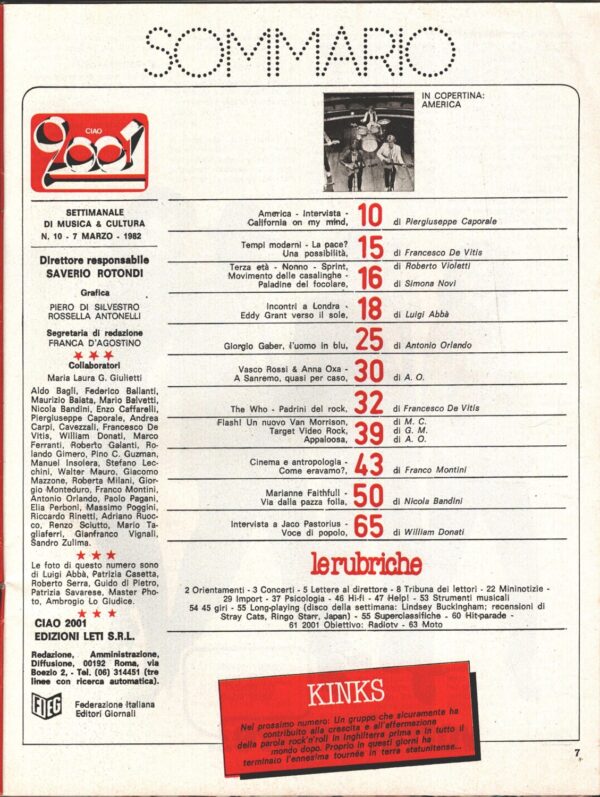 SOMMARIO
IN COPERTINA:
AMERICA
CIAO
2001
SETTIMANALE
DI MUSICA & CULTURA
N. 10 - 7 MARZO - 1982
Direttore responsabile
SAVERIO ROTONDI
Grafica
PIERO DI SILVESTRO
ROSSELLA ANTONELLI
Segretaria di redazione
FRANCA D'AGOSTINO
Collaboratori
Maria Laura G. Giulietti
Aldo Bagli, Federico Ballanti,
Maurizio Baiata, Mario Balvetti,
Nicola Bandini, Enzo Caffarelli,
Piergiuseppe Caporale, Andrea
Carpi, Cavezzali, Francesco De
Vitis, William Donati, Marco
Ferranti, Roberto Galanti, Ro-
lando Gimero, Pino C. Guzman,
Manuel Insolera, Stefano Lec-
chini, Walter Mauro, Giacomo
Mazzone, Roberta Milani, Gior-
gio Monteduro, Franco Montini,
Antonio Orlando, Paolo Pagani,
Elia Perboni, Massimo Poggini,
Riccardo Rinetti, Adriano Ruoc-
co, Renzo Sciutto, Mario Ta-
gliaferri, Gianfranco Vignali,
Sandro Zulima.
Le foto di questo numero sono
di Luigi Abbà, Patrizia Casetta,
Roberto Serra, Guido di Pietro,
Patrizia Savarese, Master Pho-
to, Ambrogio Lo Giudice.
CIAO 2001
EDIZIONI LETI S.R.L.
Redazione, Amministrazione,
Diffusione, 00192 Roma, via
Boezio 2, - Tel. (06) 314451 (tre
linee con ricerca automatica).
FIEG
Federazione Italiana
Editori Giornali
America - Intervista -
California on my mind, 10 di Piergiuseppe Caporale
Tempi moderni - La pace?
Una possibilità, 15 di Francesco De Vitis
Terza età - Nonno - Sprint, di Roberto Violetti
Movimento delle casalinghe - 16
Paladine del focolare, di Simona Novi
Incontri a Londra -
Eddy Grant verso il sole, 18 di Luigi Abbà
Giorgio Gaber, l'uomo in blu, 25 di Antonio Orlando
Vasco Rossi & Anna Oxa -
A Sanremo, quasi per caso, 30 di A. O.
The Who - Padrini del rock, 32 di Francesco De Vitis
Flash! Un nuovo Van Morrison, di M. C.
Target Video Rock, 39 di G. M.
Appaloosa, di A. O.
Cinema e antropologia -
Come eravamo?, 43 di Franco Montini
Marianne Faithfull -
Via dalla pazza folla, 50 di Nicola Bandini
Intervista a Jaco Pastorius -
Voce di popolo, 65 di William Donati
le rubriche
2 Orientamenti - 3 Concerti - 5 Lettere al direttore - 8 Tribuna dei lettori - 22 Mininotizie -
29 Import - 37 Psicologia - 46 Hi-fi - 47 Help! - 53 Strumenti musicali
54 45 giri - 55 Long-playing (disco della settimana: Lindsey Buckingham; recensioni di
Stray Cats, Ringo Starr, Japan) - 55 Superclassifiche - 60 Hit-parade -
61 2001 Obiettivo: Radiotv - 63 Moto
KINKS
Nel prossimo numero: Un gruppo che sicuramente ha
contribuito alla crescita e all'affermazione
della parola rock'n'roll in Inghilterra prima e in tutto il
mondo dopo. Proprio in questi giorni ha
terminato l'ennesima tournée in terra statunitense...
7